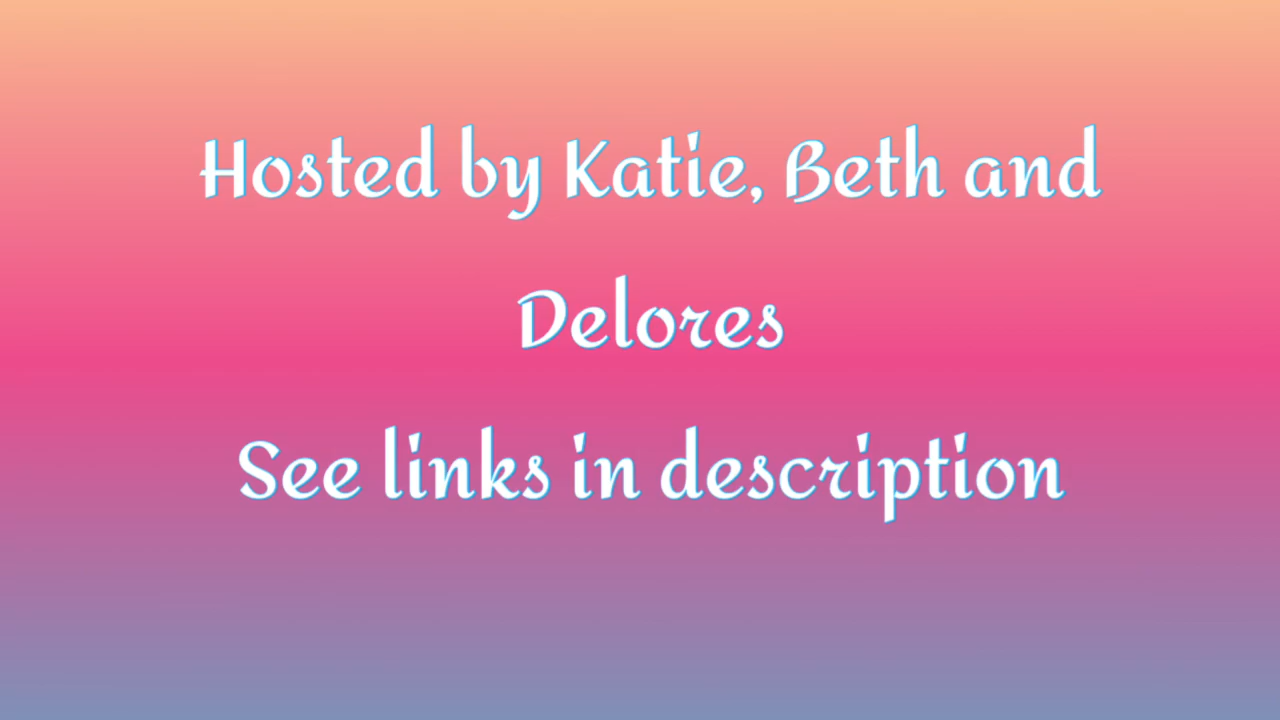 Hosted by Katie, Beth and
Delores
See links in description